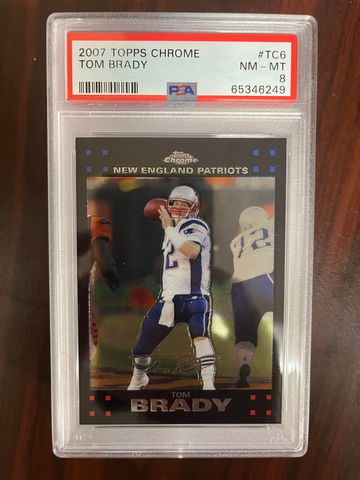 2007 TOPPS CHROME #TC6
TOM BRADY NM - MT
8
PSA 65346249
Topps
Chrome
NEW ENGLAND PATRIOTS
12
72
TOM
BRADY